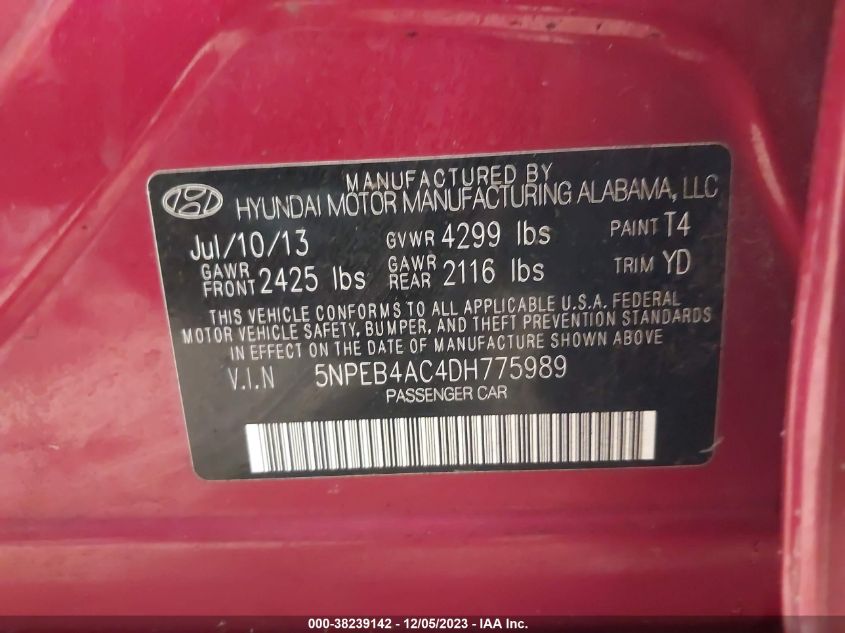 MANUFACTURED BY
HYUNDAI MOTOR MANUFACTURING ALABAMA, LLC
Jul/10/13 GVWR 4299 lbs PAINT T4
GAWR FRONT 2425 lbs GAWR REAR 2116 lbs TRIM YD
THIS VEHICLE CONFORMS TO ALL APPLICABLE U.S.A. FEDERAL
MOTOR VEHICLE SAFETY, BUMPER, AND THEFT PREVENTION STANDARDS
IN EFFECT ON THE DATE OF MANUFACTURE SHOWN ABOVE.
V.I.N 5NPEB4AC4DH775989
PASSENGER CAR
000-38239142 - 12/05/2023 - IAA Inc.